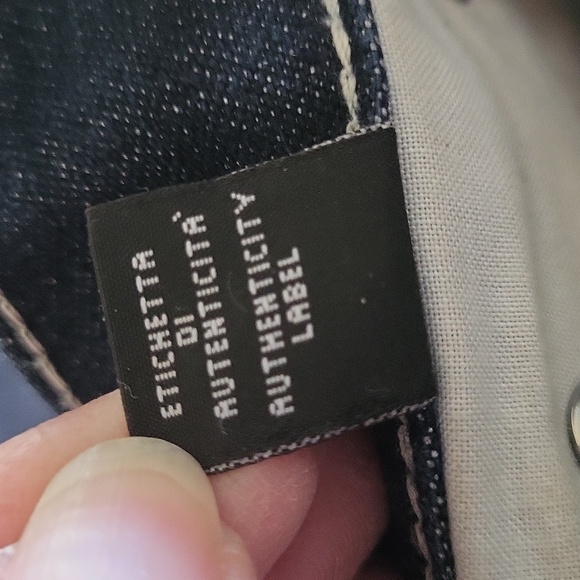 ETICHETTA
DI
AUTENTICITA'
AUTHENTICITY
LABEL